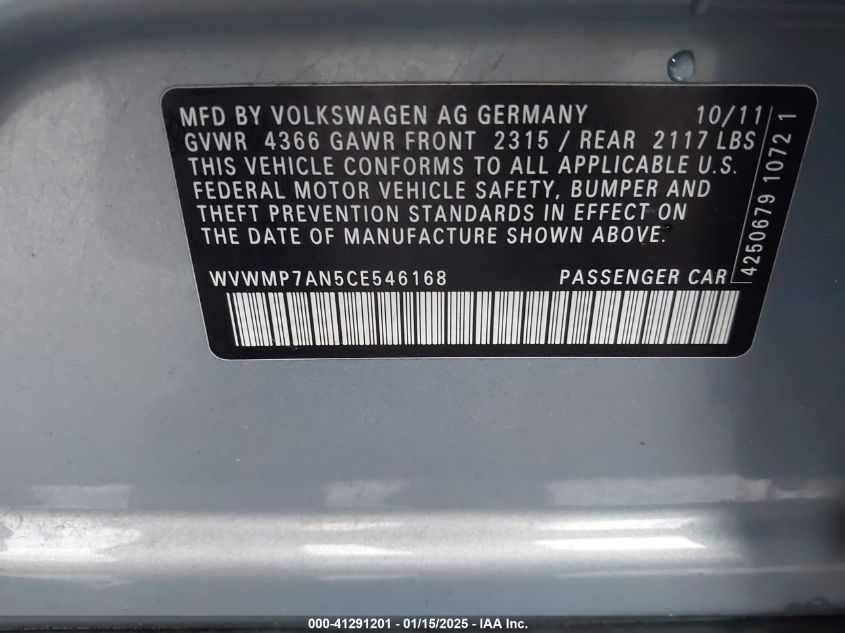 MFD BY VOLKSWAGEN AG GERMANY 10/11
GVWR 4366 GAWR FRONT 2315 / REAR 2117 LBS
THIS VEHICLE CONFORMS TO ALL APPLICABLE U.S.
FEDERAL MOTOR VEHICLE SAFETY, BUMPER AND
THEFT PREVENTION STANDARDS IN EFFECT ON
THE DATE OF MANUFACTURE SHOWN ABOVE.
WVWMP7AN5CE546168 PASSENGER CAR
4250679 1072 1
000-41291201 - 01/15/2025 - IAA Inc.